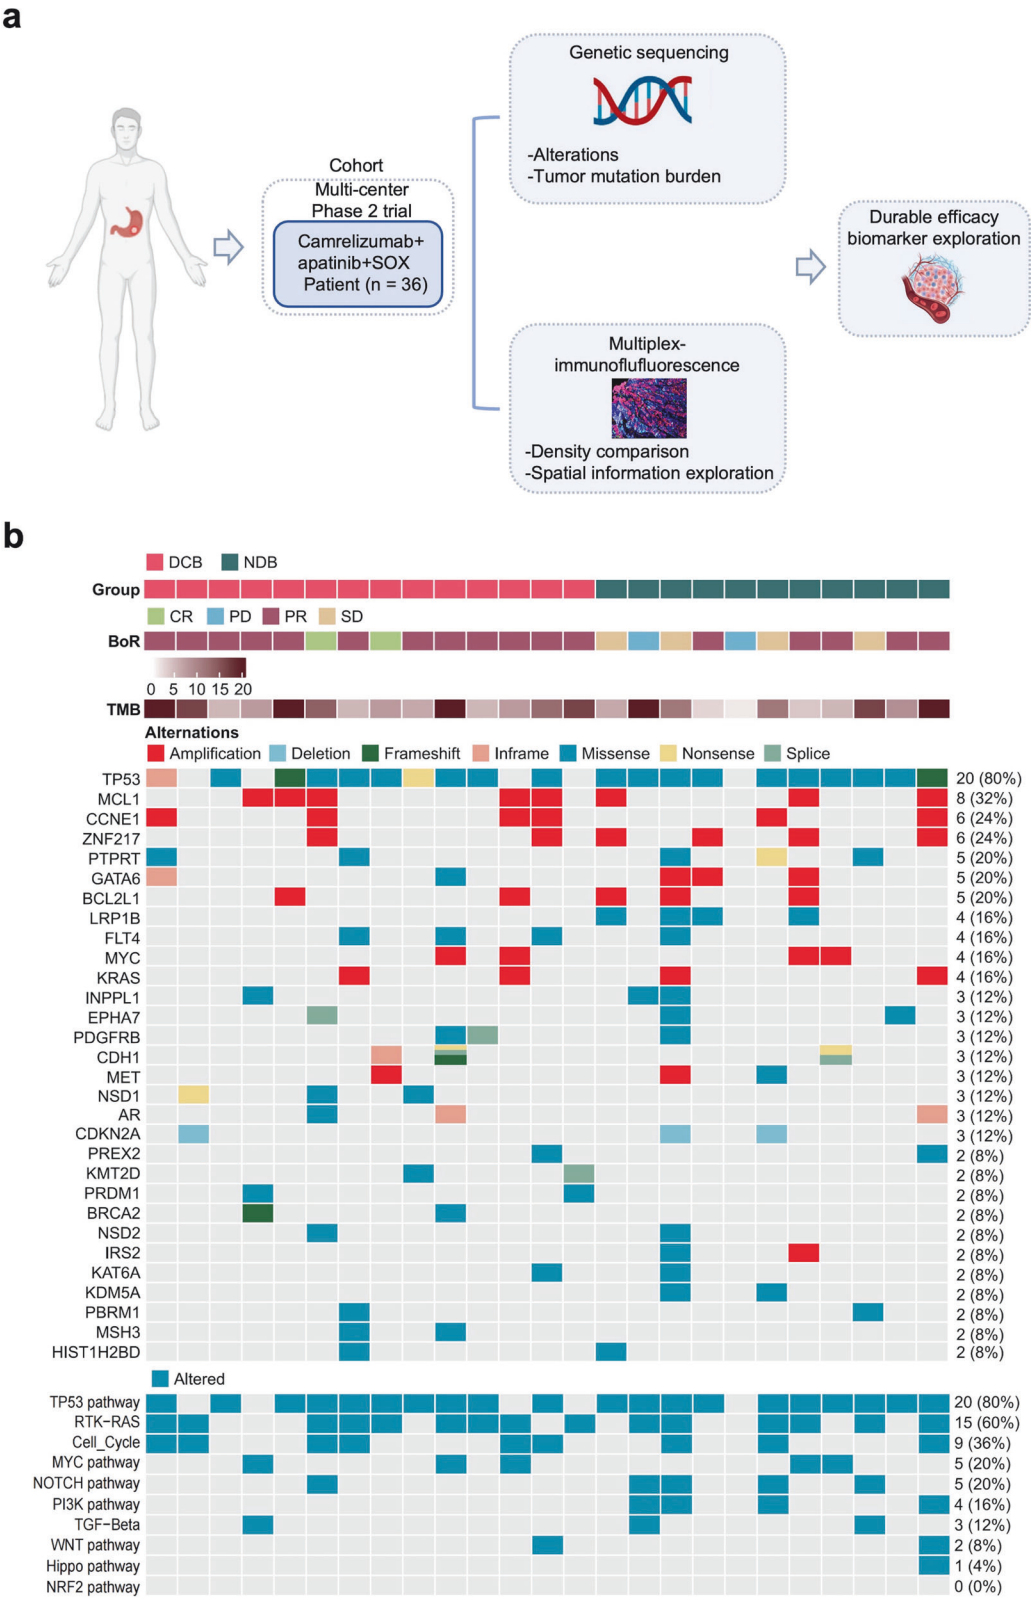 a
Genetic sequencing
-Alterations
-Tumor mutation burden
Cohort
Multi-center
Phase 2 trial
Camrelizumab+
apatinib+SOX
Patient (n = 36)
Durable efficacy
biomarker exploration
Multiplex-
immunoflufluorescence
-Density comparison
-Spatial information exploration
b
DCB NDB
Group
CR PD PR SD
BoR
0 5 10 15 20
TMB
Alternations
Amplification Deletion Frameshift Inframe Missense Nonsense Splice
TP53 20 (80%)
MCL1 8 (32%)
CCNE1 6 (24%)
ZNF217 6 (24%)
PTPRT 5 (20%)
GATA6 5 (20%)
BCL2L1 5 (20%)
LRP1B 4 (16%)
FLT4 4 (16%)
MYC 4 (16%)
KRAS 4 (16%)
INPPL1 3 (12%)
EPHA7 3 (12%)
PDGFRB 3 (12%)
CDH1 3 (12%)
MET 3 (12%)
NSD1 3 (12%)
AR 3 (12%)
CDKN2A 3 (12%)
PREX2 2 (8%)
KMT2D 2 (8%)
PRDM1 2 (8%)
BRCA2 2 (8%)
NSD2 2 (8%)
IRS2 2 (8%)
KAT6A 2 (8%)
KDM5A 2 (8%)
PBRM1 2 (8%)
MSH3 2 (8%)
HIST1H2BD 2 (8%)
Altered
TP53 pathway 20 (80%)
RTK−RAS 15 (60%)
Cell_Cycle 9 (36%)
MYC pathway 5 (20%)
NOTCH pathway 5 (20%)
PI3K pathway 4 (16%)
TGF−Beta 3 (12%)
WNT pathway 2 (8%)
Hippo pathway 1 (4%)
NRF2 pathway 0 (0%)